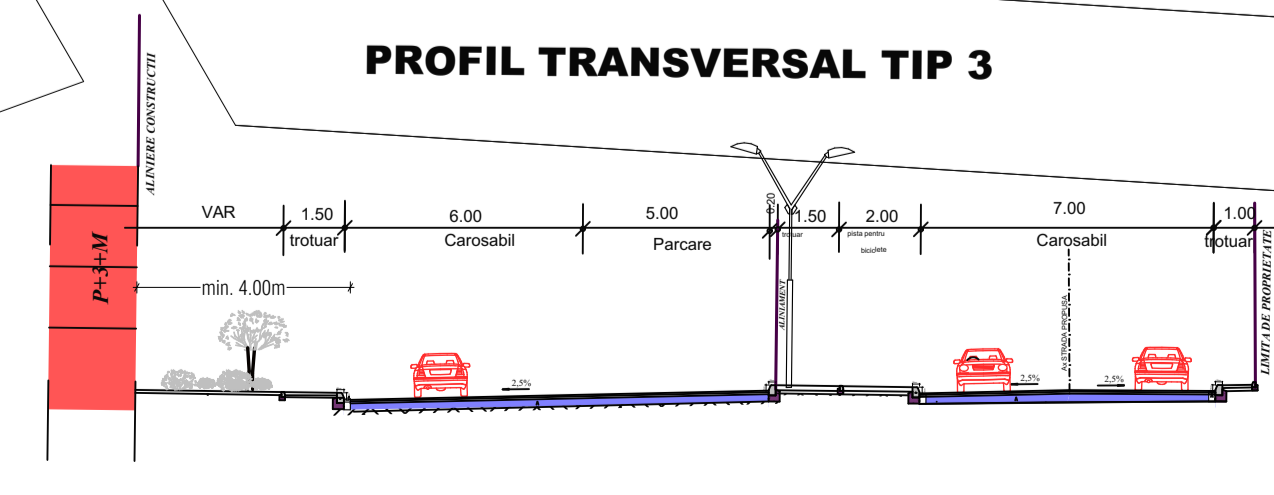 PROFIL TRANSVERSAL TIP 3
ALINIERE CONSTRUCTII
VAR
1.50
6.00
5.00
0.20
1.50
2.00
7.00
1.00
trotuar
Carosabil
Parcare
trotuar
pista pentru
biciclete
Carosabil
trotuar
P+3+M
min. 4.00m
ALINIAMENT
Ax STRADA PROPUSA
LIMITA DE PROPRIETATE
2,5%
2,5%
2,5%